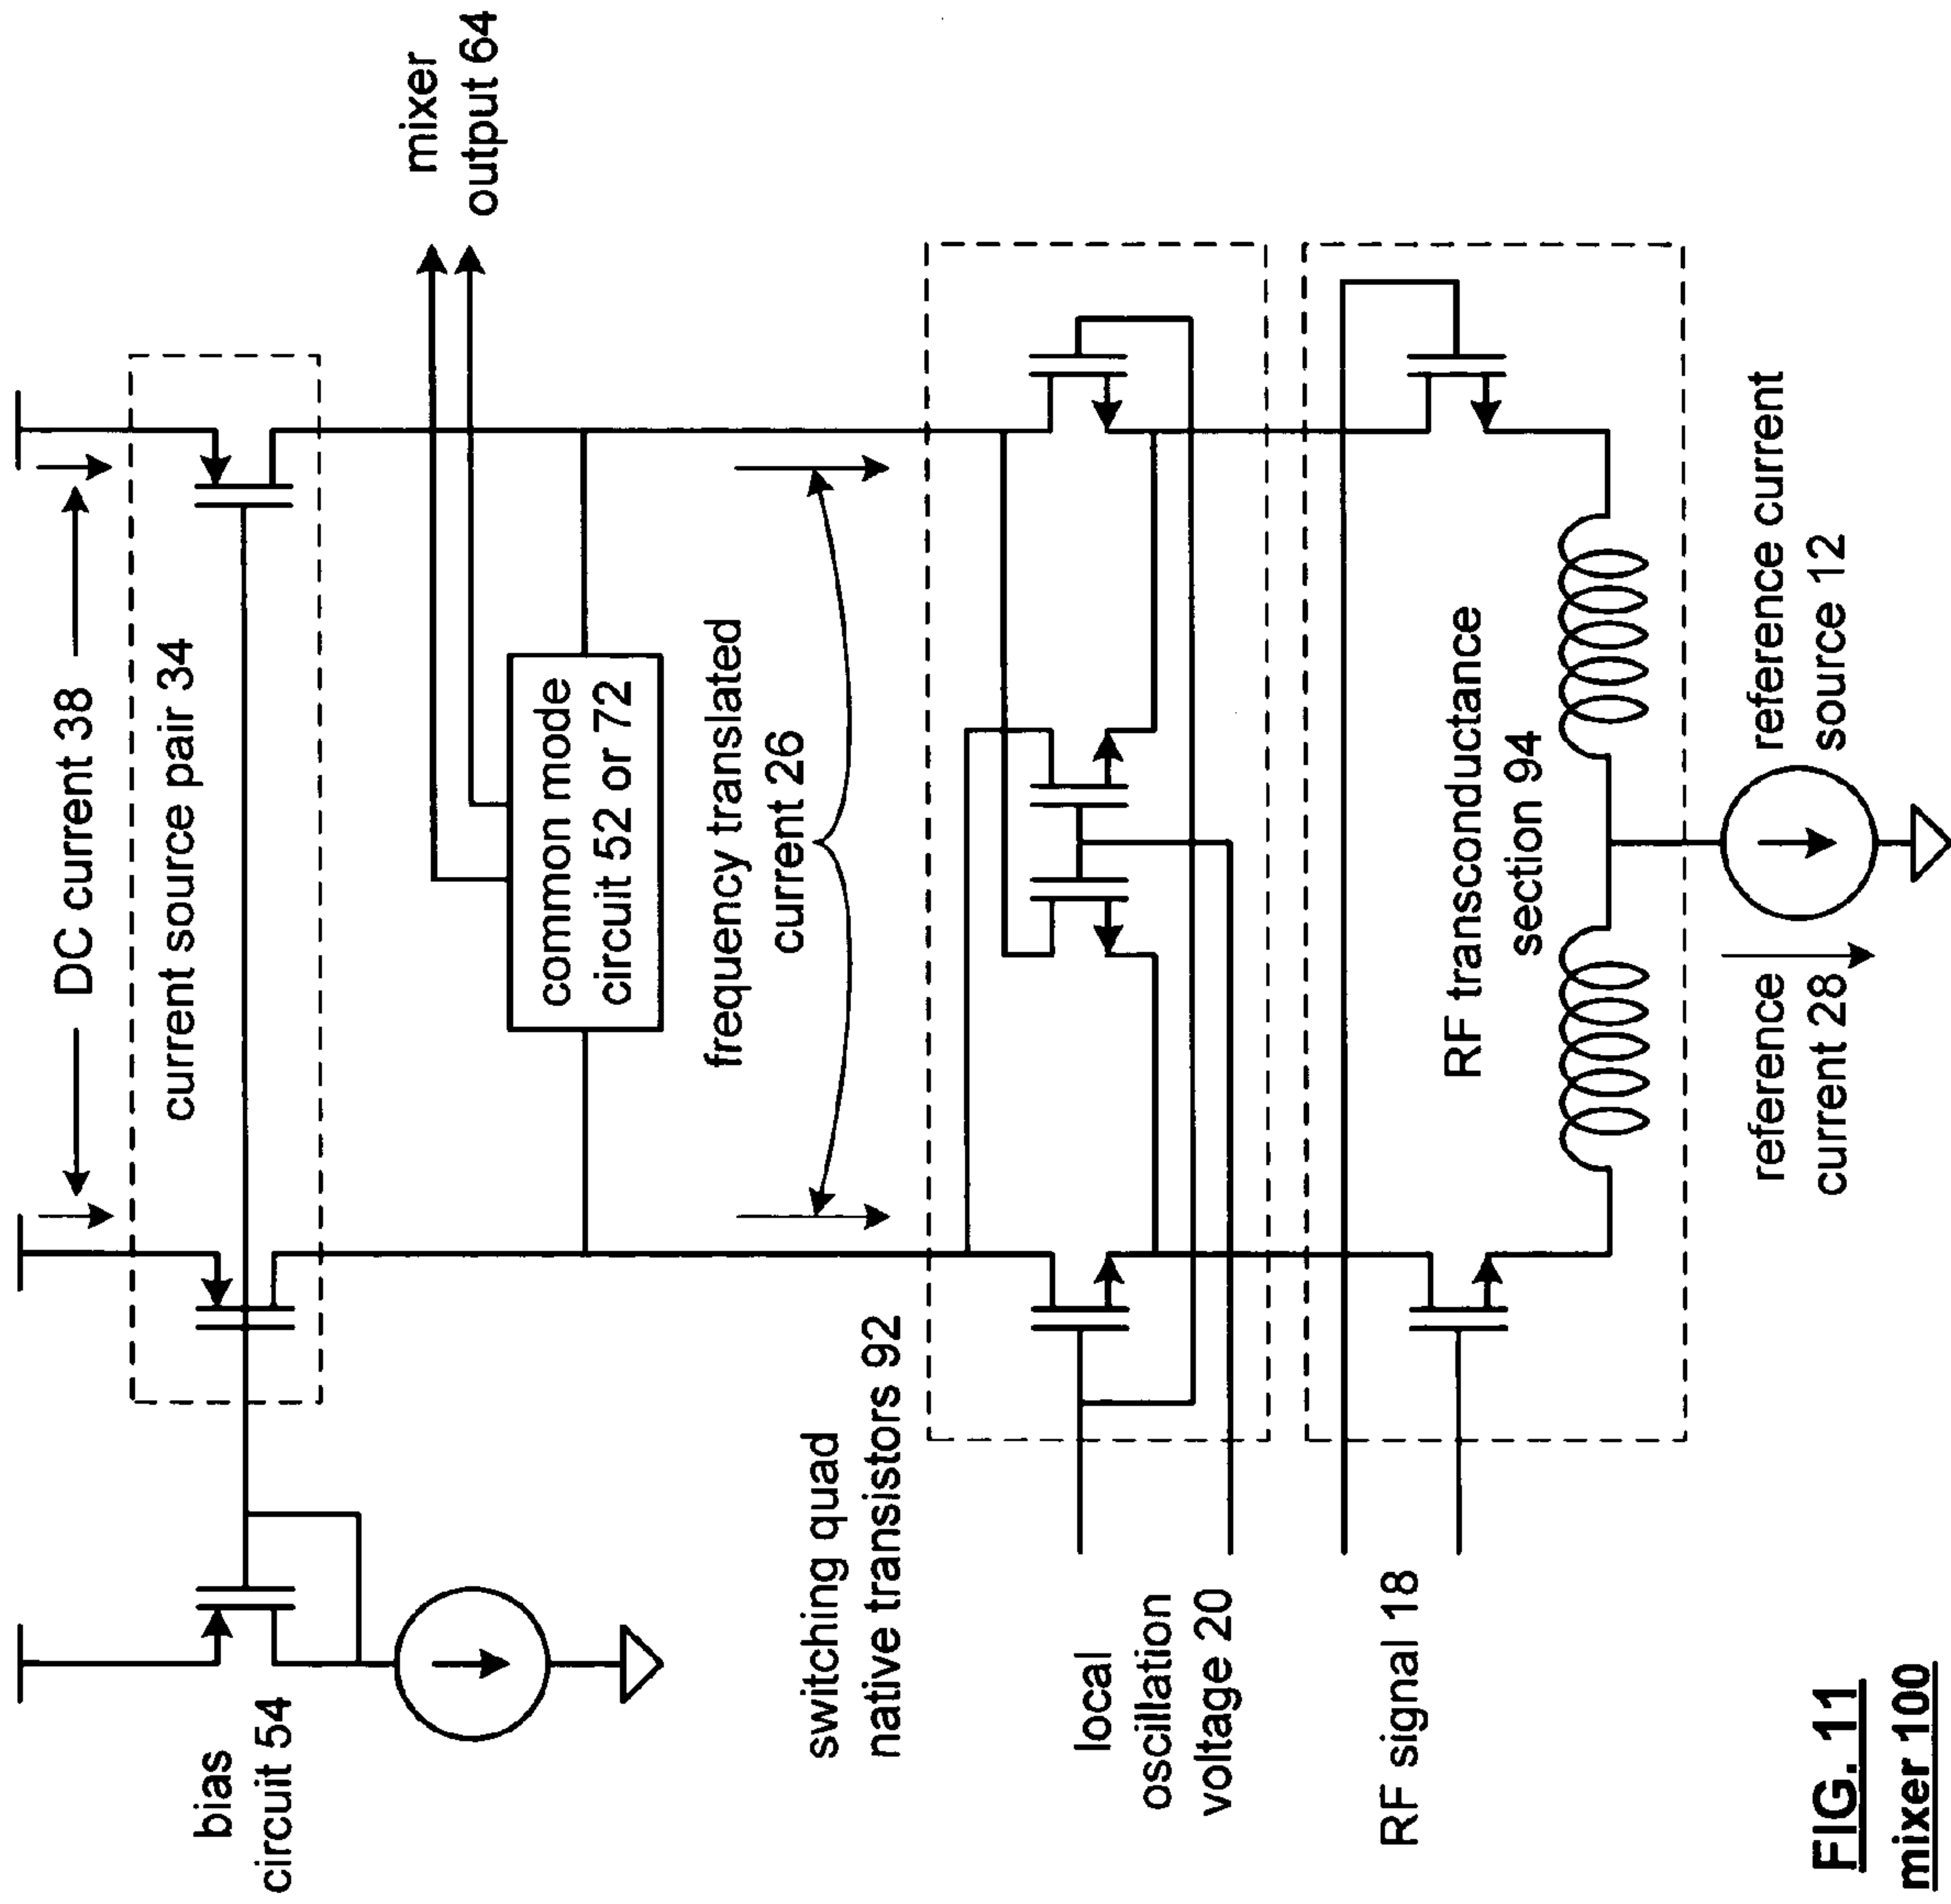 DC current 38
bias
circuit 54
current source pair 34
mixer
output 64
common mode
circuit 52 or 72
frequency translated
current 26
switching quad
native transistors 92
local
oscillation
voltage 20
RF signal 18
RF transconductance
section 94
reference
current 28
reference current
source 12
FIG. 11
mixer 100